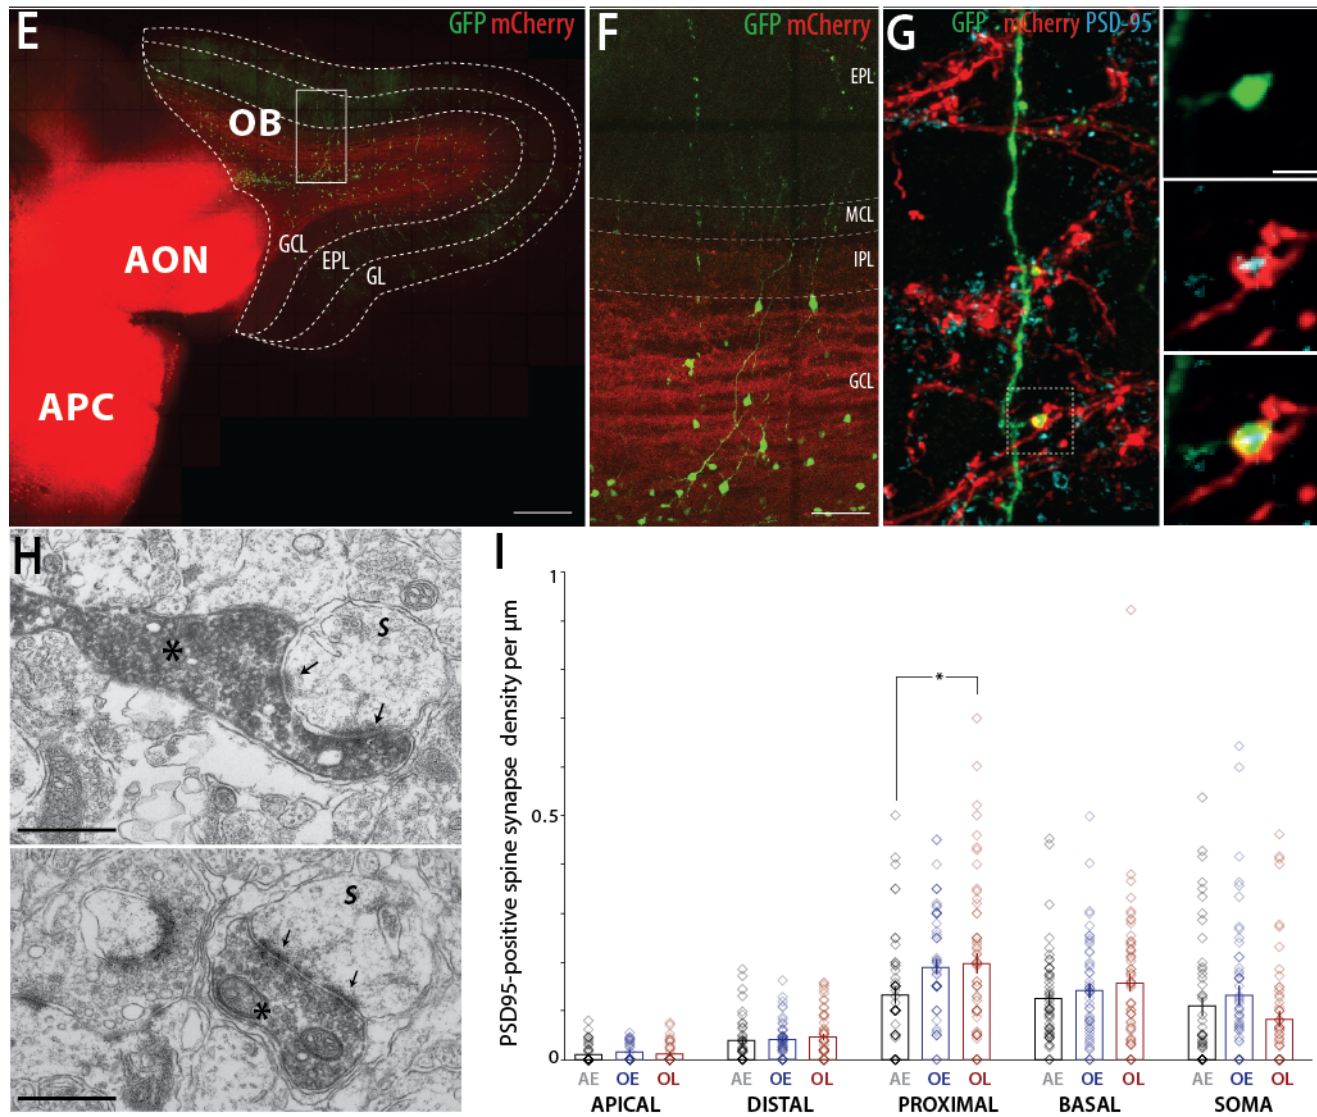 E
GFP mCherry
OB
AON
APC
GCL
EPL
GL
F
GFP mCherry
EPL
MCL
IPL
GCL
G
GFP mCherry PSD-95
H
*
S
*
S
I
PSD95-positive spine synapse density per µm
1
0.5
0
*
AE OE OL AE OE OL AE OE OL AE OE OL AE OE OL
APICAL DISTAL PROXIMAL BASAL SOMA